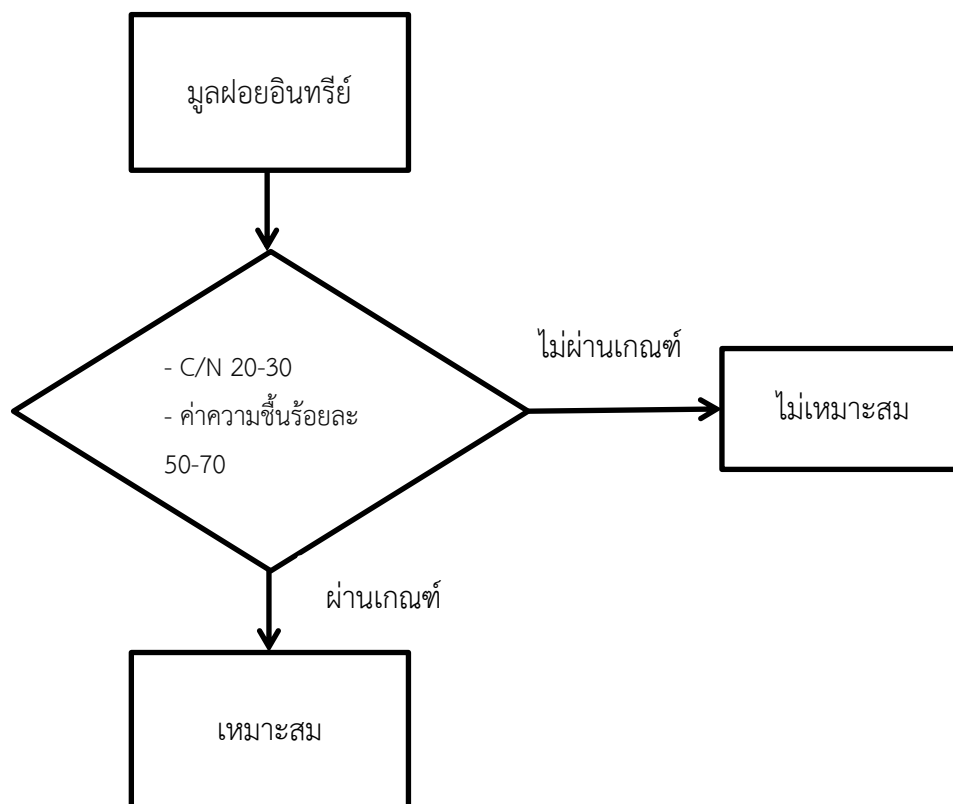 มูลฝอยอินทรีย์
- C/N 20-30
- ค่าความชื้นร้อยละ
50-70
ไม่ผ่านเกณฑ์
ไม่เหมาะสม
ผ่านเกณฑ์
เหมาะสม